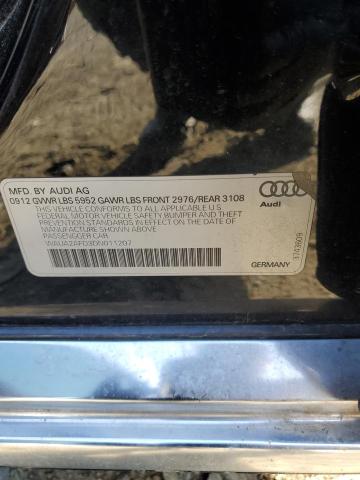 MFD. BY AUDI AG
0912 GVWR LBS 5952 GAWR LBS FRONT 2976/REAR 3108
THIS VEHICLE CONFORMS TO ALL APPLICABLE U.S.
FEDERAL MOTOR VEHICLE SAFETY, BUMPER AND THEFT
PREVENTION STANDARDS IN EFFECT ON THE DATE OF
MANUFACTURE SHOWN ABOVE
PASSENGER CAR
WAUA2AFD3DN011207
Audi
GERMANY